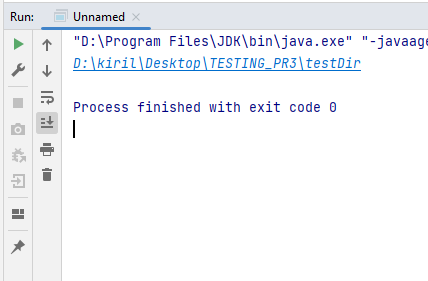 Run: Unnamed
"D:\Program Files\JDK\bin\java.exe" "-javaage
D:\kiril\Desktop\TESTING_PR3\testDir
Process finished with exit code 0